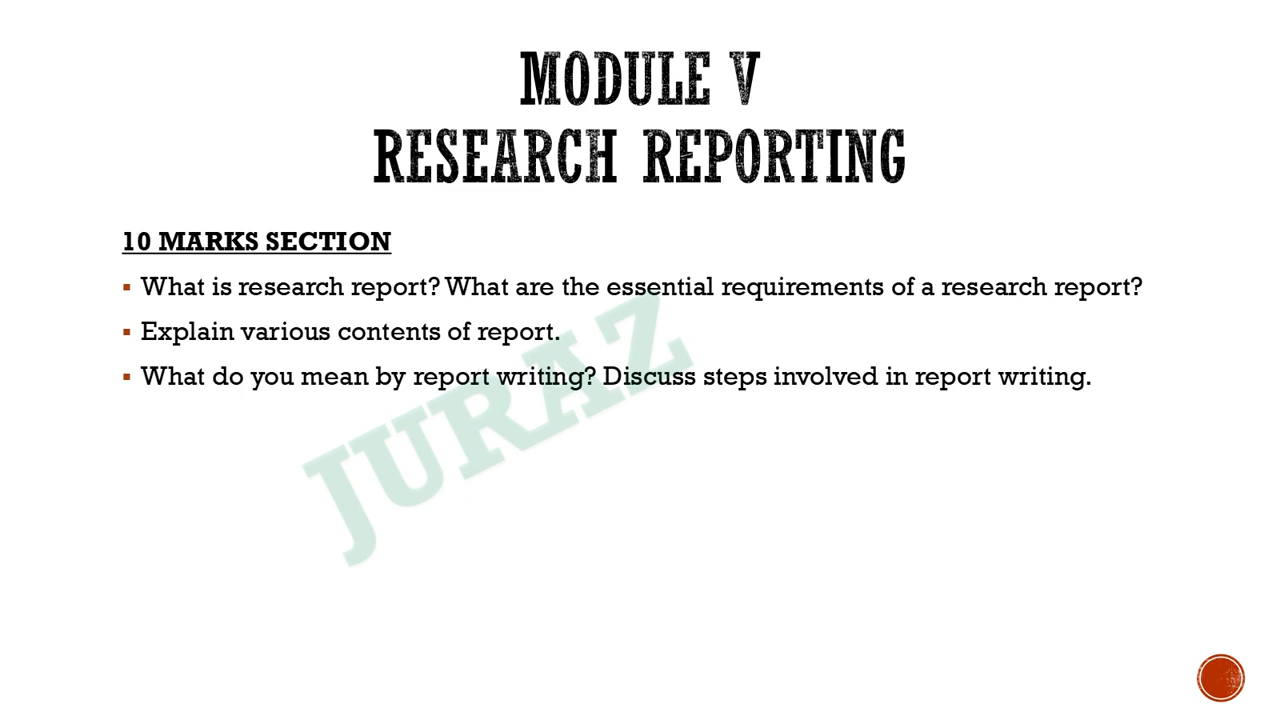 MODULE V
RESEARCH REPORTING
10 MARKS SECTION
▪ What is research report? What are the essential requirements of a research report?
▪ Explain various contents of report.
▪ What do you mean by report writing? Discuss steps involved in report writing.
JURAZ